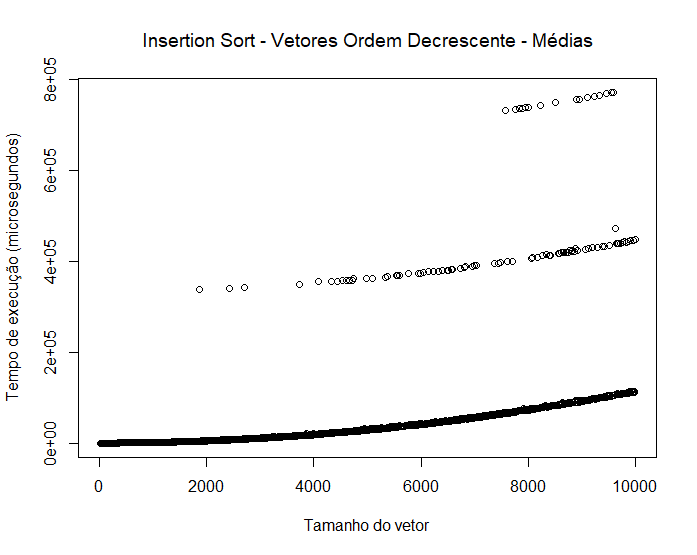 Insertion Sort - Vetores Ordem Decrescente - Médias
Tempo de execução (microsegundos)
8e+05
6e+05
4e+05
2e+05
0e+00
0 2000 4000 6000 8000 10000
Tamanho do vetor